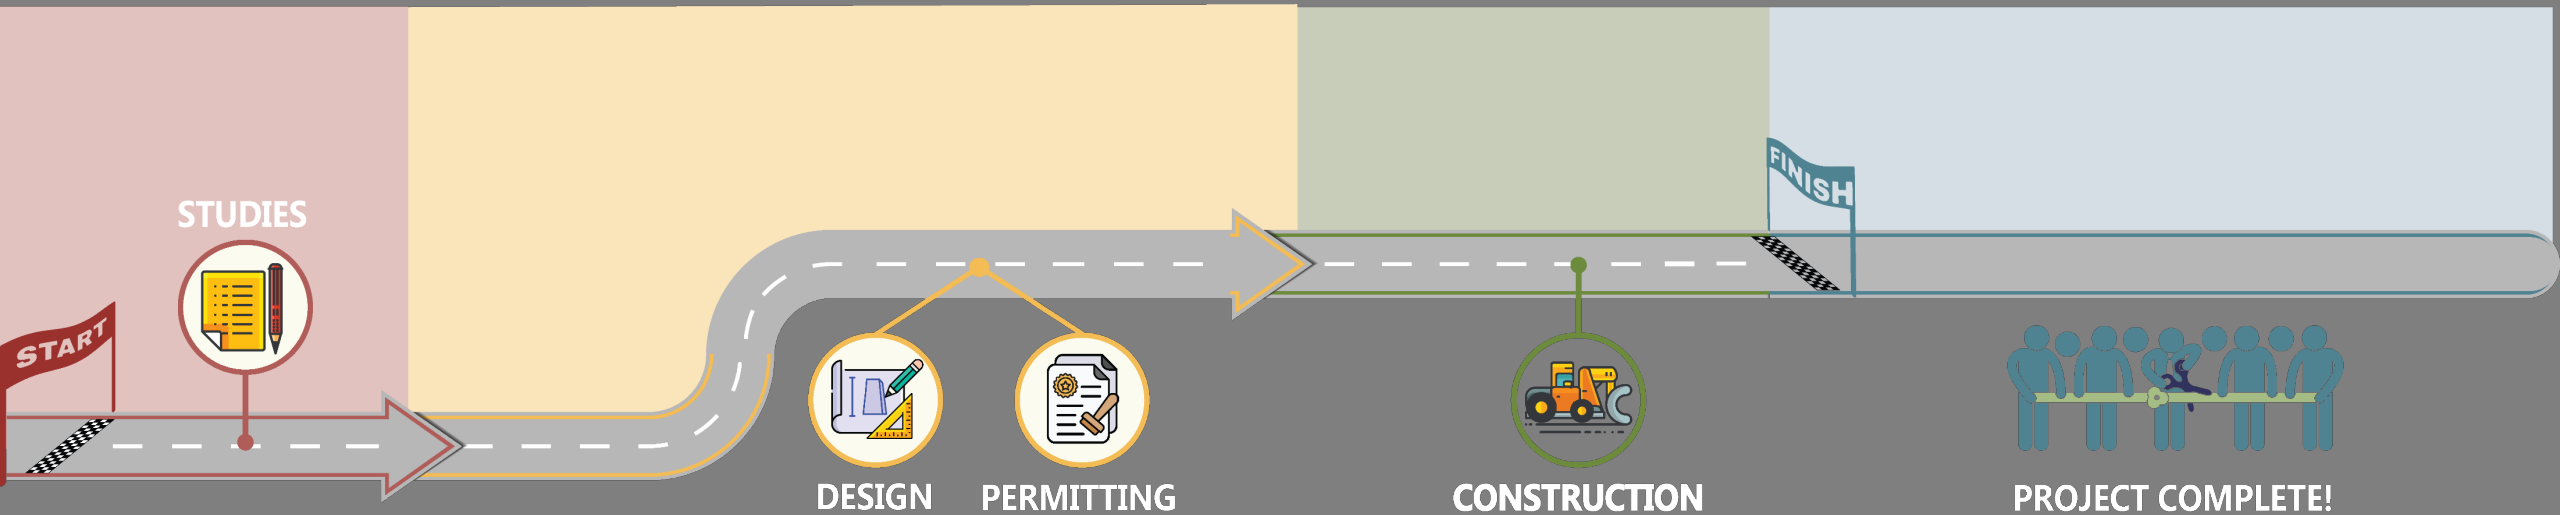 START
STUDIES
DESIGN
PERMITTING
CONSTRUCTION
FINISH
PROJECT COMPLETE!